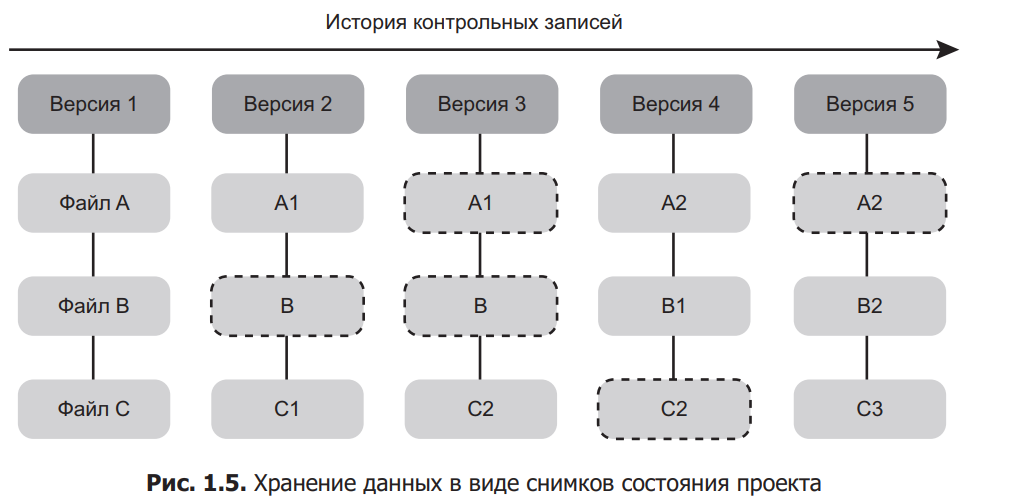 История контрольных записей
Версия 1 Версия 2 Версия 3 Версия 4 Версия 5
Файл A A1 A1 A2 A2
Файл B B B B1 B2
Файл C C1 C2 C2 C3
Рис. 1.5. Хранение данных в виде снимков состояния проекта